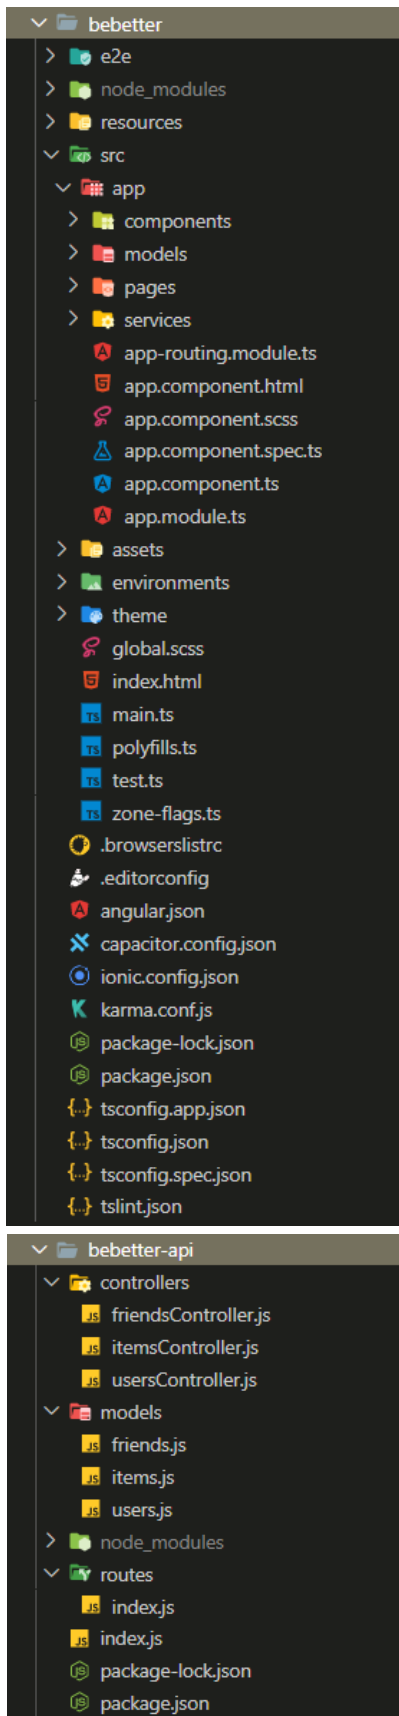 bebetter
e2e
node_modules
resources
src
app
components
models
pages
services
app-routing.module.ts
app.component.html
app.component.scss
app.component.spec.ts
app.component.ts
app.module.ts
assets
environments
theme
global.scss
index.html
main.ts
polyfills.ts
test.ts
zone-flags.ts
.browserslistrc
.editorconfig
angular.json
capacitor.config.json
ionic.config.json
karma.conf.js
package-lock.json
package.json
tsconfig.app.json
tsconfig.json
tsconfig.spec.json
tslint.json
bebetter-api
controllers
friendsController.js
itemsController.js
usersController.js
models
friends.js
items.js
users.js
node_modules
routes
index.js
index.js
package-lock.json
package.json